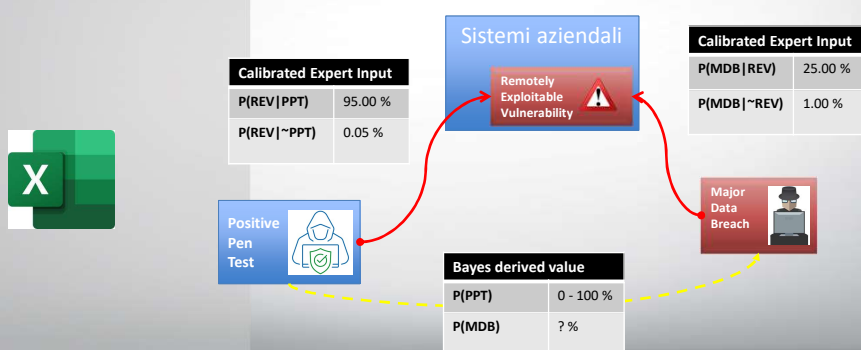 Sistemi aziendali
Calibrated Expert Input
P(REV|PPT) 95.00 %
P(REV|~PPT) 0.05 %
Remotely
Exploitable
Vulnerability
Calibrated Expert Input
P(MDB|REV) 25.00 %
P(MDB|~REV) 1.00 %
X
Positive
Pen
Test
Major
Data
Breach
Bayes derived value
P(PPT) 0 - 100 %
P(MDB) ? %